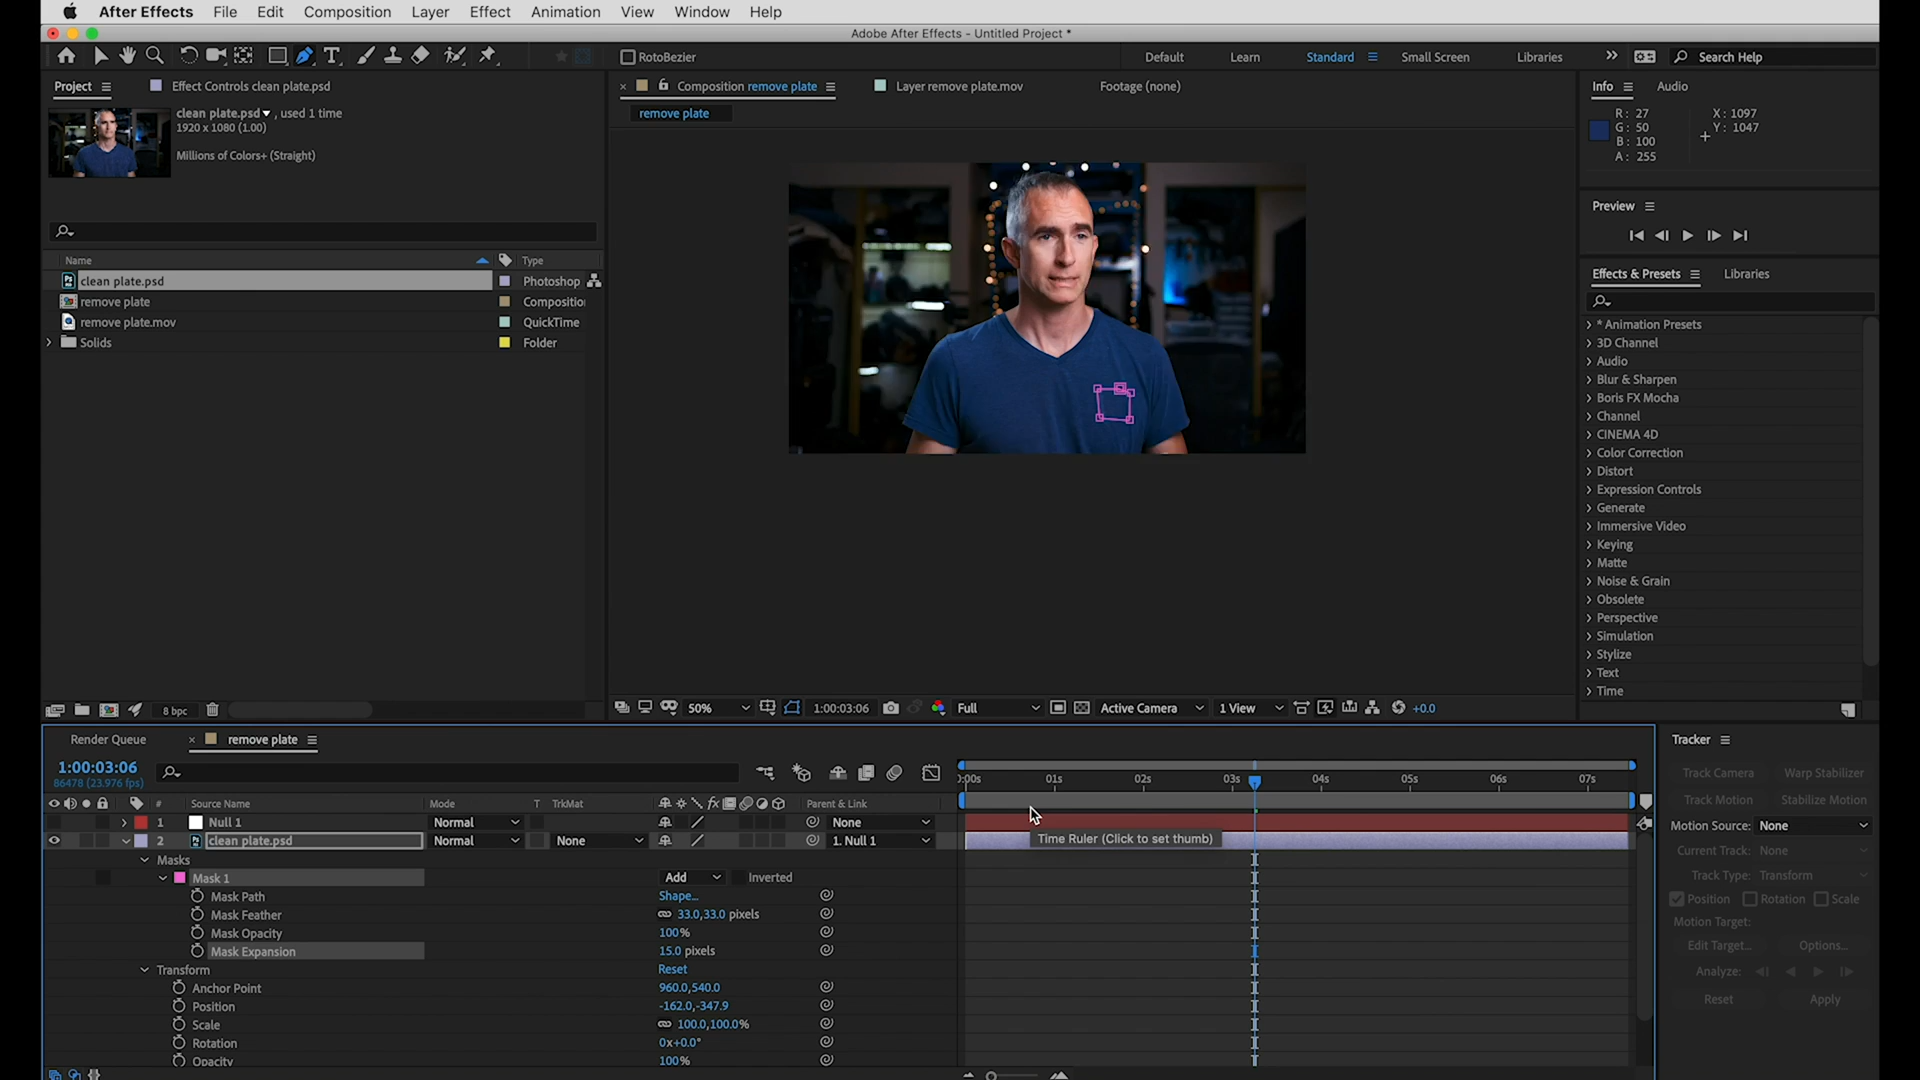 After Effects File Edit Composition Layer Effect Animation View Window Help
Adobe After Effects - Untitled Project *
RotoBezier Default Learn Standard Small Screen Libraries Search Help
Project Effect Controls clean plate.psd
clean plate.psd , used 1 time
1920 x 1080 (1.00)
Millions of Colors+ (Straight)
Name Type
clean plate.psd Photoshop
remove plate Compositio
remove plate.mov QuickTime
Solids Folder
8 bpc
Composition remove plate Layer remove plate.mov Footage (none)
remove plate
50% 1:00:03:06 Full Active Camera 1 View +0.0
Info Audio
R: 27 X: 1097
G: 50 Y: 1047
B: 100
A: 255
Preview
Effects & Presets Libraries
* Animation Presets
3D Channel
Audio
Blur & Sharpen
Boris FX Mocha
Channel
CINEMA 4D
Color Correction
Distort
Expression Controls
Generate
Immersive Video
Keying
Matte
Noise & Grain
Obsolete
Perspective
Simulation
Stylize
Text
Time
Render Queue remove plate
1:00:03:06
86478 (23.976 fps)
0:00s 01s 02s 03s 04s 05s 06s 07s
# Source Name Mode T TrkMat Parent & Link
1 Null 1 Normal None
2 clean plate.psd Normal None 1. Null 1
Time Ruler (Click to set thumb)
Masks
Mask 1 Add Inverted
Mask Path Shape...
Mask Feather 33.0,33.0 pixels
Mask Opacity 100%
Mask Expansion 15.0 pixels
Transform Reset
Anchor Point 960.0,540.0
Position -162.0,-347.9
Scale 100.0,100.0%
Rotation 0x+0.0°
Opacity 100%
Tracker
Track Camera Warp Stabilizer
Track Motion Stabilize Motion
Motion Source: None
Current Track: None
Track Type: Transform
Position Rotation Scale
Motion Target:
Edit Target... Options...
Analyze:
Reset Apply